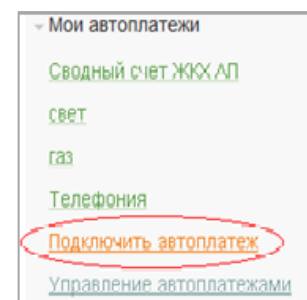 Мои автоплатежи
Сводный счет ЖКХ АП
свет
газ
Телефония
Подключить автоплатеж
Управление автоплатежами